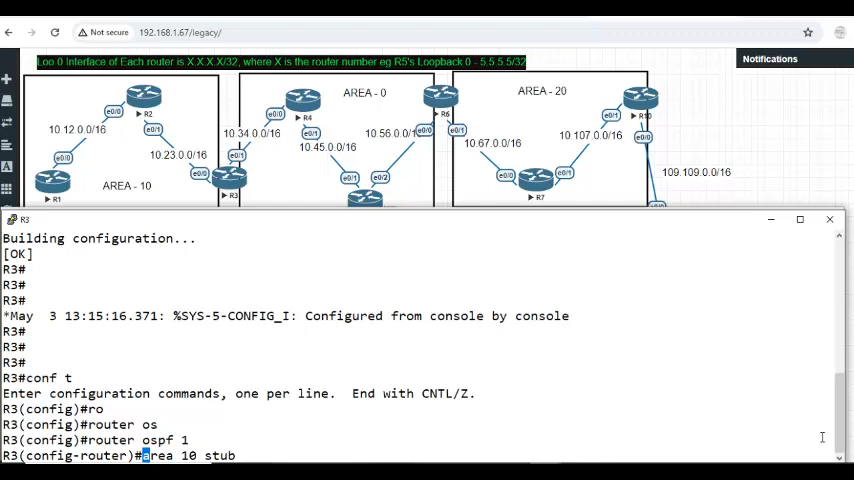 Not secure 192.168.1.67/legacy/
Loo 0 Interface of Each router is X.X.X.X/32, where X is the router number eg R5's Loopback 0 - 5.5.5.5/32
Notifications
R2
e0/0
e0/1
10.12.0.0/16
10.23.0.0/16
e0/0
R1
AREA - 10
e0/0
R3
e0/1
10.34.0.0/16
e0/0
R4
e0/1
AREA - 0
10.45.0.0/16
10.56.0.0/1
e0/1
e0/2
R6
e0/0
e0/1
AREA - 20
10.67.0.0/16
e0/0
R7
e0/1
10.107.0.0/16
e0/1
R10
e0/0
109.109.0.0/16
R3
Building configuration...
[OK]
R3#
R3#
R3#
*May  3 13:15:16.371: %SYS-5-CONFIG_I: Configured from console by console
R3#
R3#
R3#
R3#conf t
Enter configuration commands, one per line.  End with CNTL/Z.
R3(config)#ro
R3(config)#router os
R3(config)#router ospf 1
R3(config-router)#area 10 stub